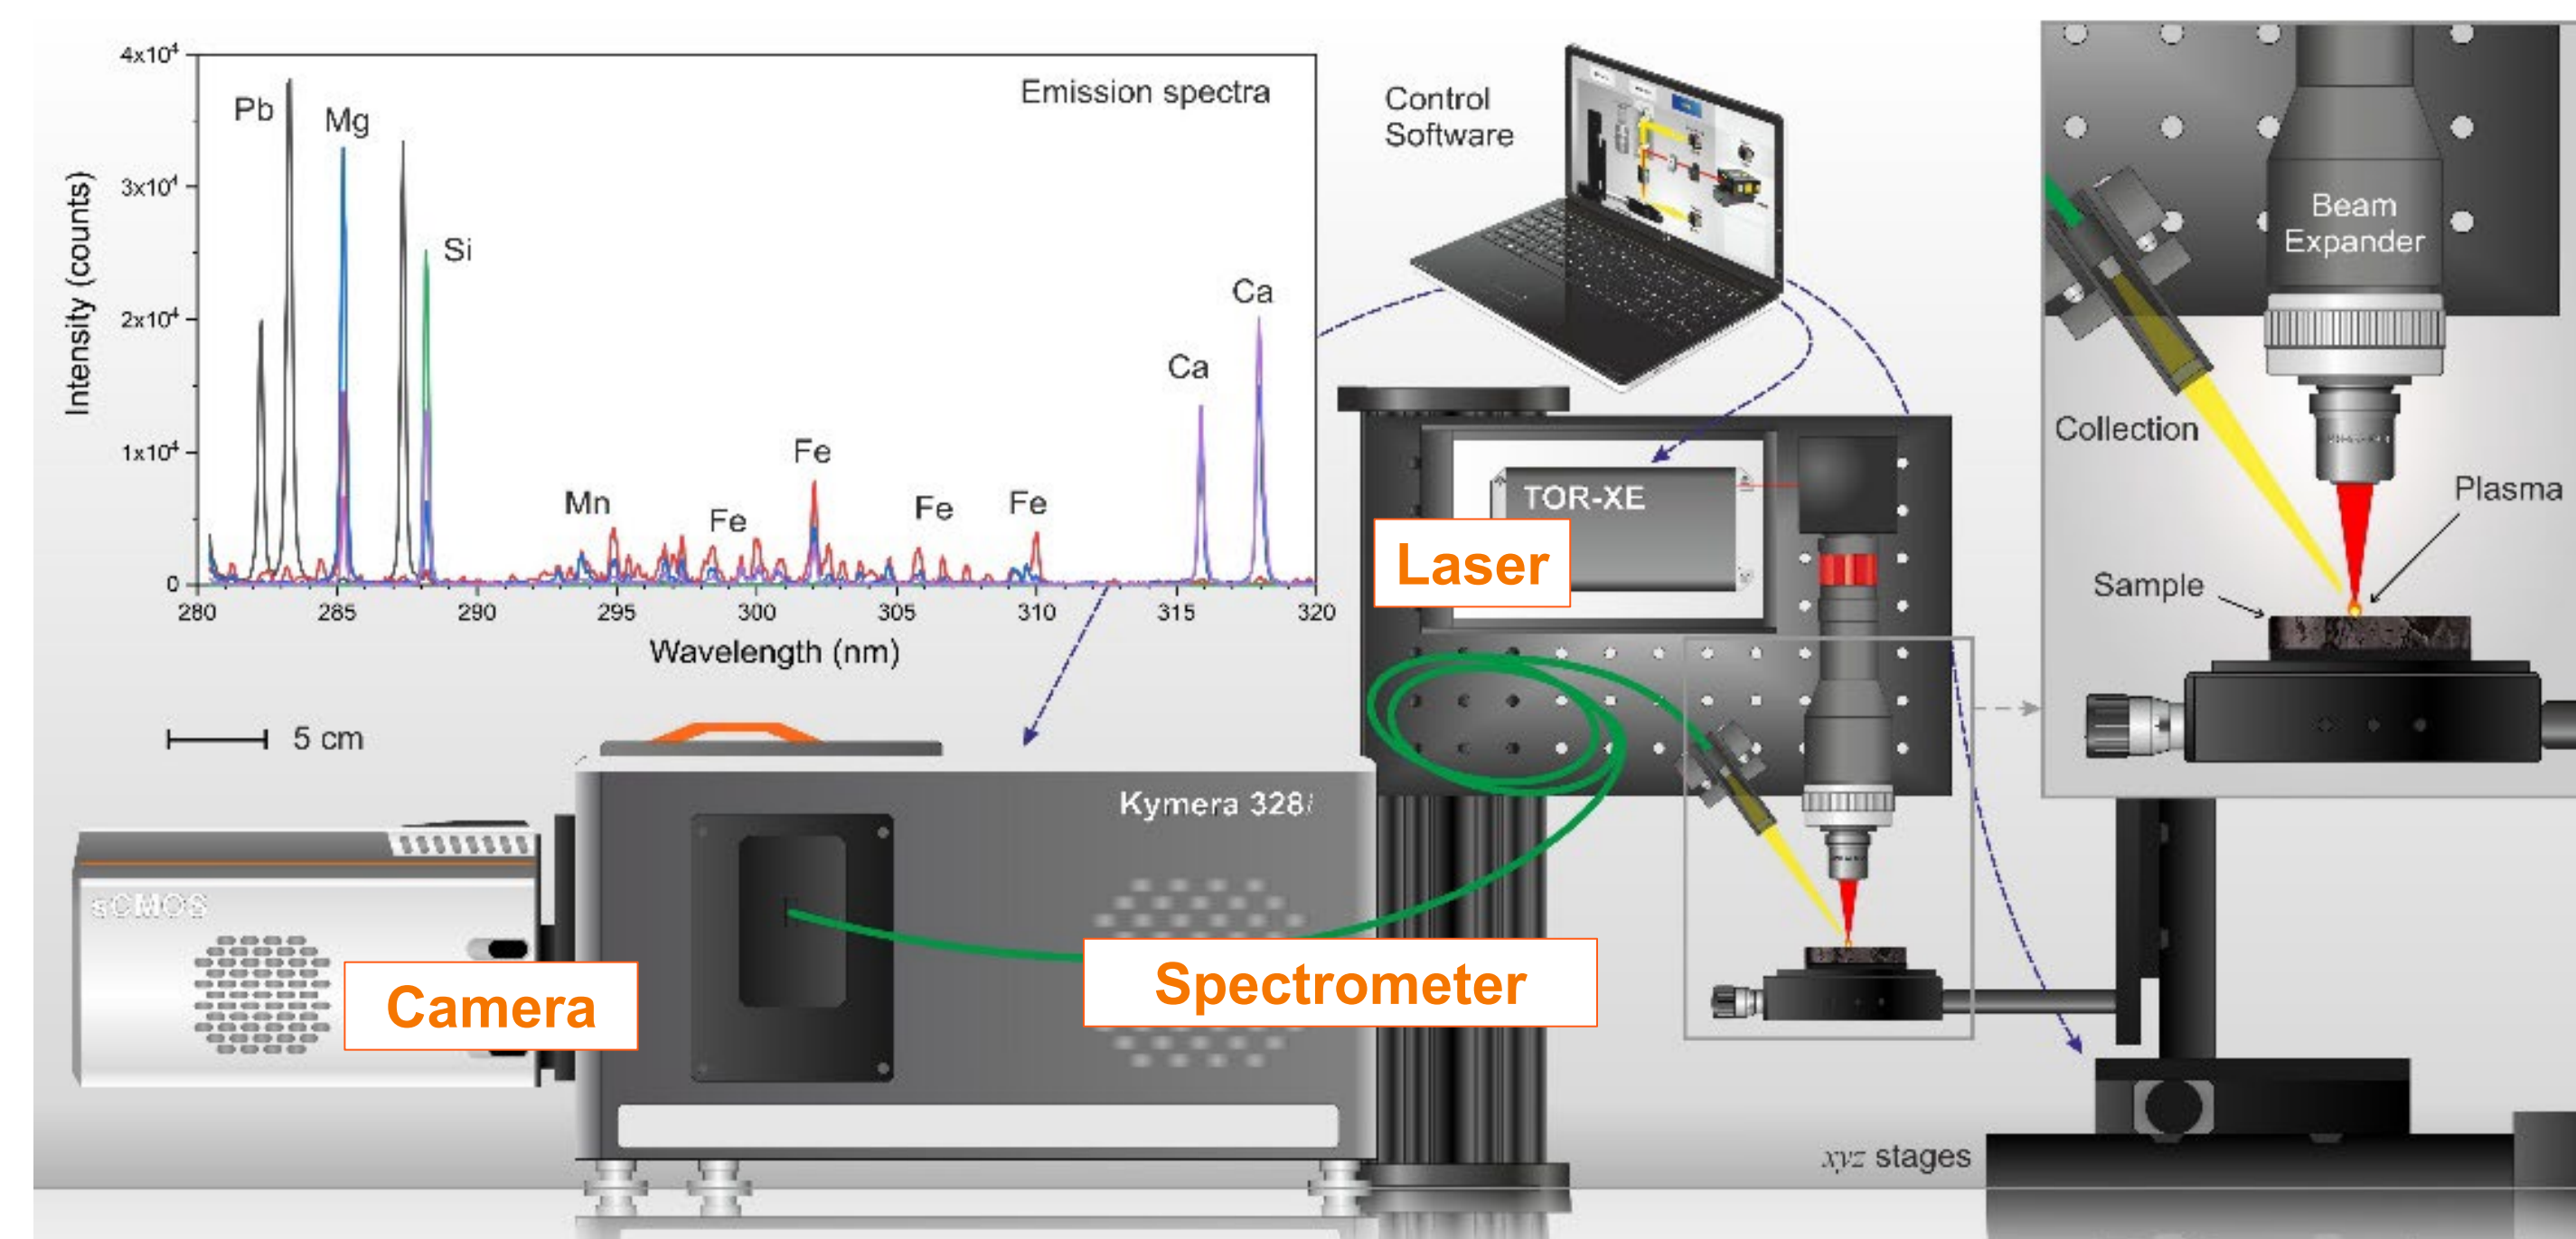 4x10⁴
3x10⁴
2x10⁴
1x10⁴
0
Intensity (counts)
Emission spectra
Pb
Mg
Si
Mn
Fe
Fe
Fe
Fe
Ca
Ca
280
285
290
295
300
305
310
315
320
Wavelength (nm)
Control
Software
TOR-XE
Laser
Beam
Expander
Collection
Plasma
Sample
5 cm
Kymera 328i
sCMOS
Camera
Spectrometer
xyz stages